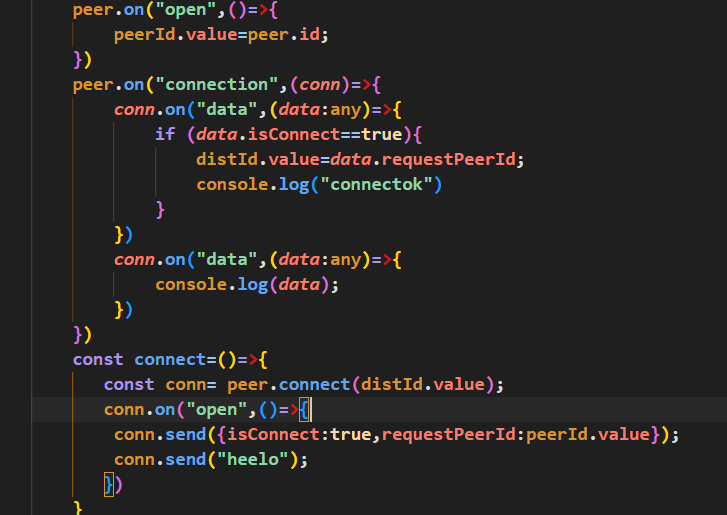 peer.on("open",()=>{
peerId.value=peer.id;
})
peer.on("connection",(conn)=>{
conn.on("data",(data:any)=>{
if (data.isConnect==true){
distId.value=data.requestPeerId;
console.log("connectok")
}
})
conn.on("data",(data:any)=>{
console.log(data);
})
})
const connect=()=>{
const conn= peer.connect(distId.value);
conn.on("open",()=>{
conn.send({isConnect:true,requestPeerId:peerId.value});
conn.send("heelo");
})
}